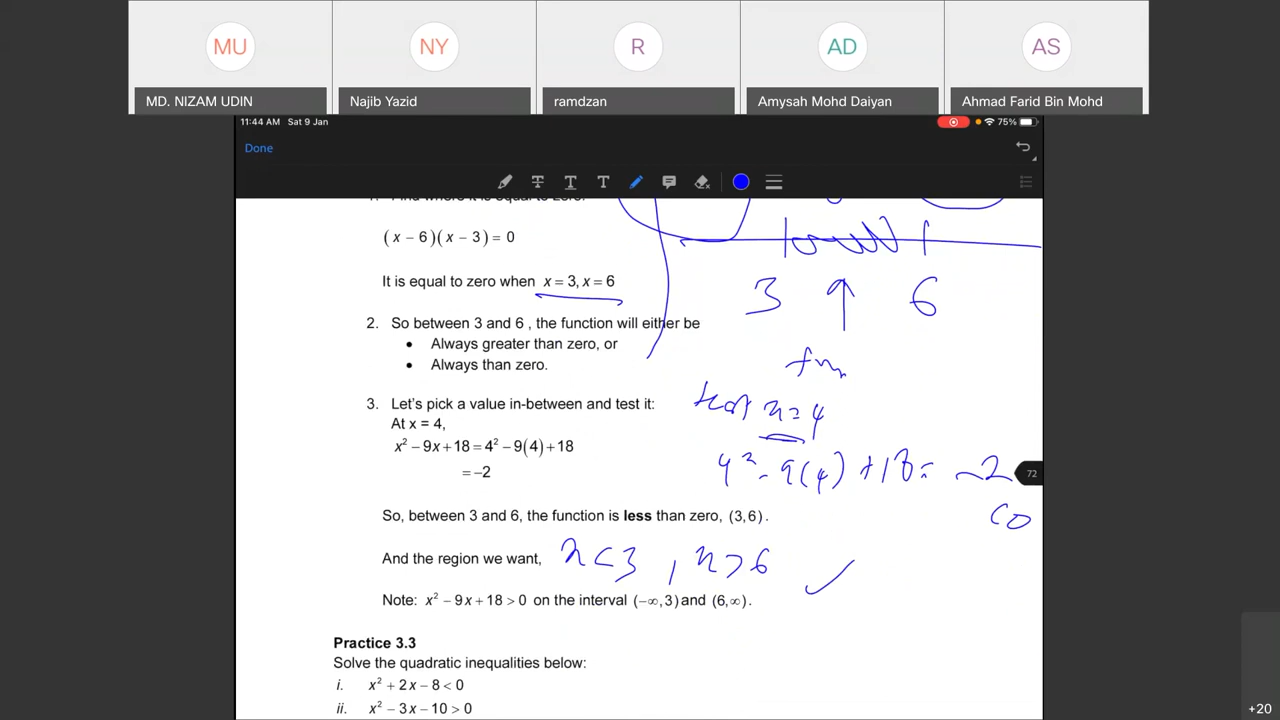 MU NY R AD AS
MD. NIZAM UDIN Najib Yazid ramdzan Amysah Mohd Daiyan Ahmad Farid Bin Mohd
11:44 AM Sat 9 Jan 75%
Done
(x − 6)(x − 3) = 0
It is equal to zero when x = 3, x = 6
3 6
2. So between 3 and 6 , the function will either be
• Always greater than zero, or
• Always than zero.
3. Let's pick a value in-between and test it:
test x = 4
At x = 4,
x² − 9x + 18 = 4² − 9(4) + 18
= −2
4² − 9(4) + 18 = −2
72
<0
So, between 3 and 6, the function is less than zero, (3,6).
And the region we want, x < 3 , x > 6
Note: x² − 9x + 18 > 0 on the interval (−∞,3) and (6,∞).
Practice 3.3
Solve the quadratic inequalities below:
i. x² + 2x − 8 < 0
ii. x² − 3x − 10 > 0
+20